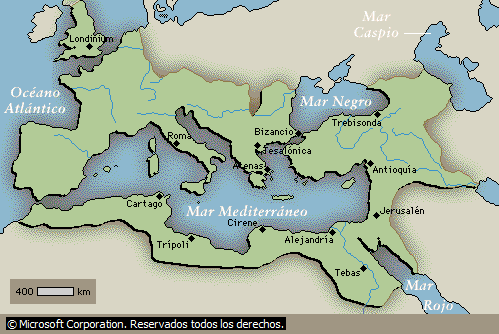 Mar
Caspio
Londinium
Océano
Atlántico
Mar Negro
Trebisonda
Bizancio
Roma
Tesalónica
Atenas
Antioquía
Cartago
Mar Mediterráneo
Jerusalén
Cirene
Alejandría
Trípoli
Tebas
Mar
Rojo
400 km
© Microsoft Corporation. Reservados todos los derechos.